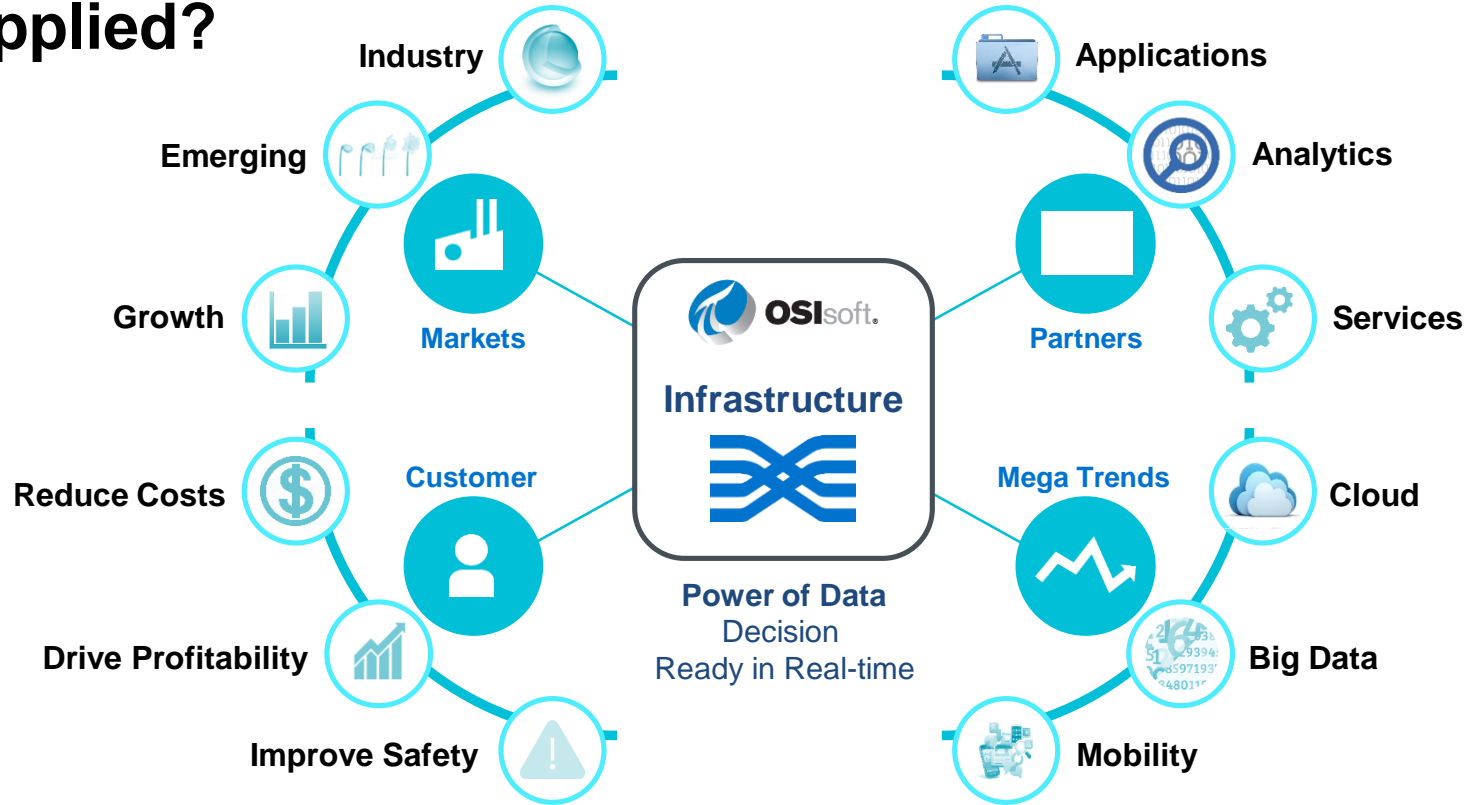 pplied?
Industry
Applications
Emerging
Analytics
Growth
Markets
OSIsoft.
Partners
Services
Infrastructure
Reduce Costs
Customer
Mega Trends
Cloud
Power of Data
Decision
Ready in Real-time
Drive Profitability
Big Data
Improve Safety
Mobility